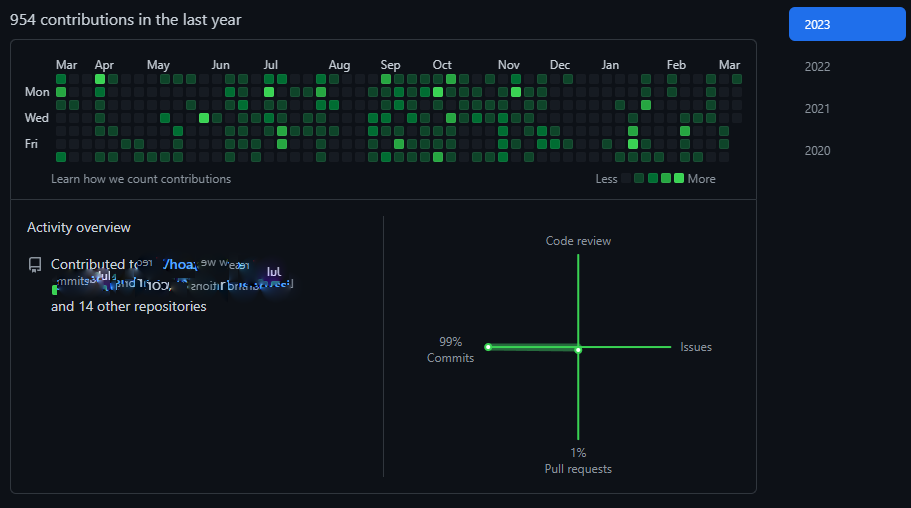 954 contributions in the last year
2023
2022
2021
2020
Mar Apr May Jun Jul Aug Sep Oct Nov Dec Jan Feb Mar
Mon
Wed
Fri
Learn how we count contributions
Less More
Activity overview
Contributed
and 14 other repositories
Code review
99%
Commits
Issues
1%
Pull requests